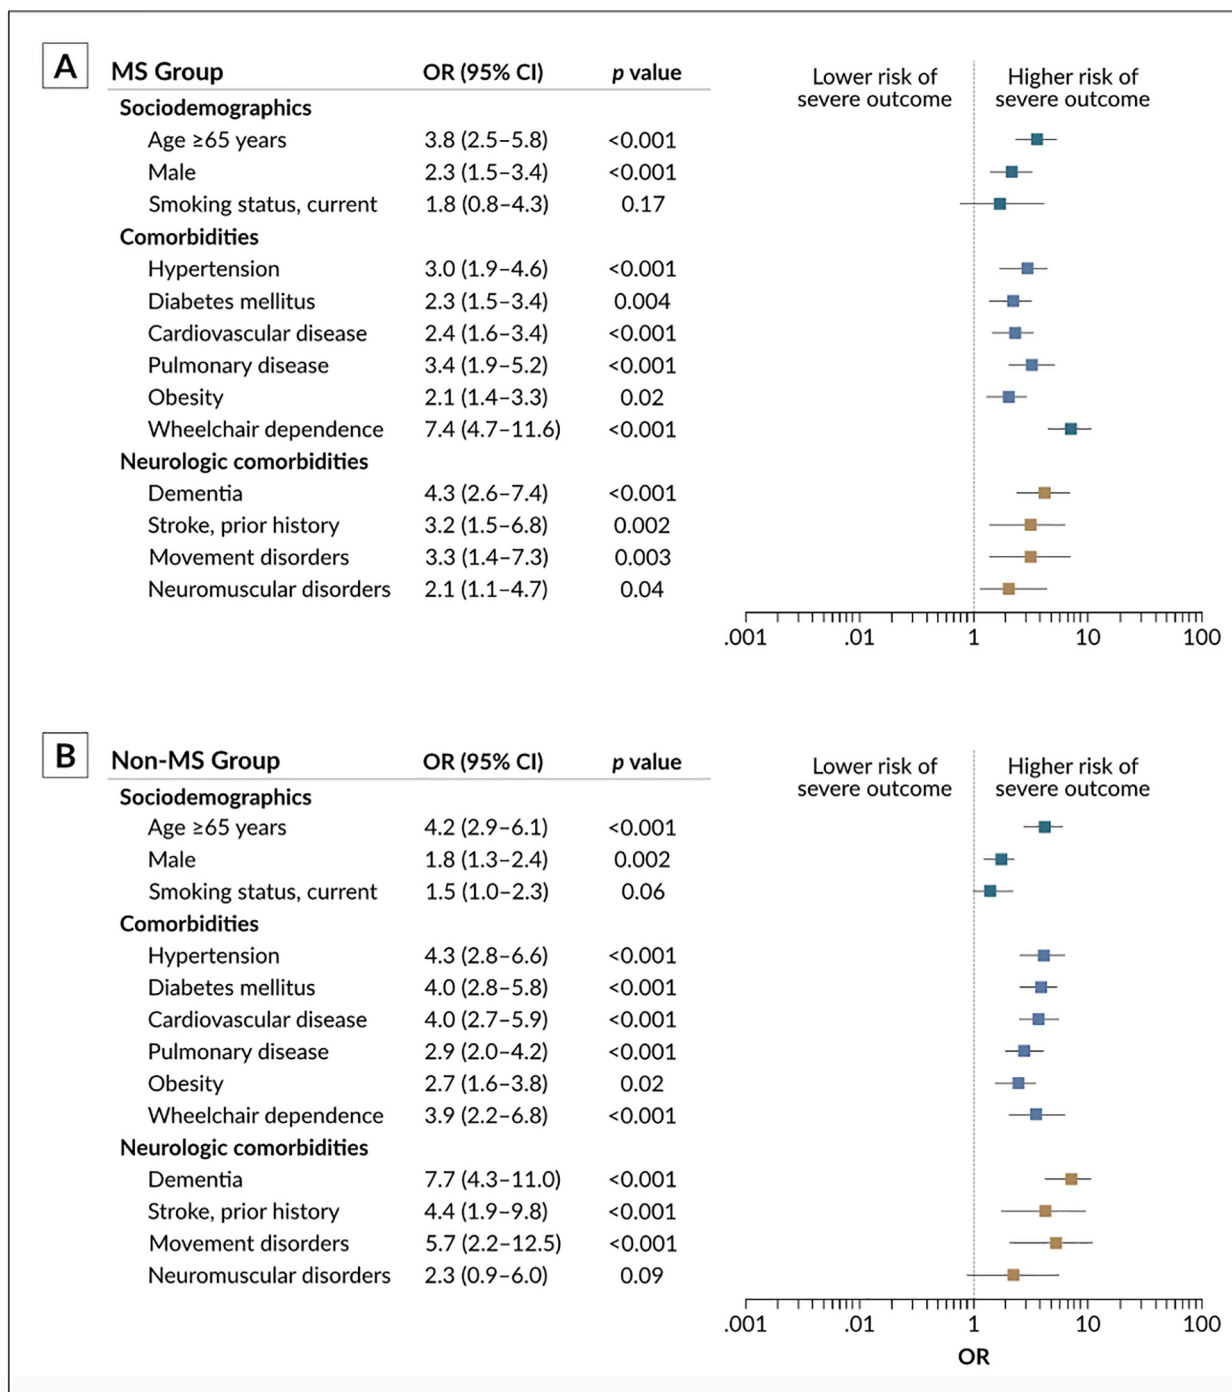 A
MS Group OR (95% CI) p value
Lower risk of severe outcome
Higher risk of severe outcome
Sociodemographics
Age ≥65 years 3.8 (2.5–5.8) <0.001
Male 2.3 (1.5–3.4) <0.001
Smoking status, current 1.8 (0.8–4.3) 0.17
Comorbidities
Hypertension 3.0 (1.9–4.6) <0.001
Diabetes mellitus 2.3 (1.5–3.4) 0.004
Cardiovascular disease 2.4 (1.6–3.4) <0.001
Pulmonary disease 3.4 (1.9–5.2) <0.001
Obesity 2.1 (1.4–3.3) 0.02
Wheelchair dependence 7.4 (4.7–11.6) <0.001
Neurologic comorbidities
Dementia 4.3 (2.6–7.4) <0.001
Stroke, prior history 3.2 (1.5–6.8) 0.002
Movement disorders 3.3 (1.4–7.3) 0.003
Neuromuscular disorders 2.1 (1.1–4.7) 0.04
.001 .01 1 10 100
B
Non-MS Group OR (95% CI) p value
Lower risk of severe outcome
Higher risk of severe outcome
Sociodemographics
Age ≥65 years 4.2 (2.9–6.1) <0.001
Male 1.8 (1.3–2.4) 0.002
Smoking status, current 1.5 (1.0–2.3) 0.06
Comorbidities
Hypertension 4.3 (2.8–6.6) <0.001
Diabetes mellitus 4.0 (2.8–5.8) <0.001
Cardiovascular disease 4.0 (2.7–5.9) <0.001
Pulmonary disease 2.9 (2.0–4.2) <0.001
Obesity 2.7 (1.6–3.8) 0.02
Wheelchair dependence 3.9 (2.2–6.8) <0.001
Neurologic comorbidities
Dementia 7.7 (4.3–11.0) <0.001
Stroke, prior history 4.4 (1.9–9.8) <0.001
Movement disorders 5.7 (2.2–12.5) <0.001
Neuromuscular disorders 2.3 (0.9–6.0) 0.09
.001 .01 1 10 100
OR